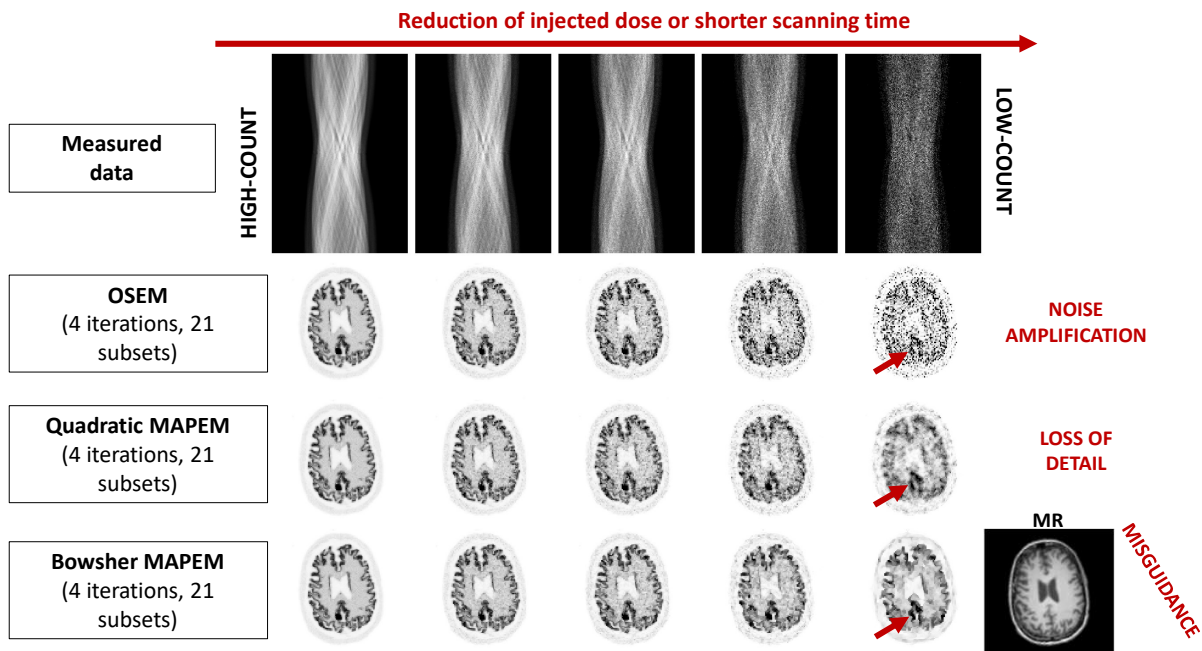 Reduction of injected dose or shorter scanning time
Measured
data
HIGH-COUNT
LOW-COUNT
OSEM
(4 iterations, 21
subsets)
NOISE
AMPLIFICATION
Quadratic MAPEM
(4 iterations, 21
subsets)
LOSS OF
DETAIL
Bowsher MAPEM
(4 iterations, 21
subsets)
MR
MISGUIDANCE